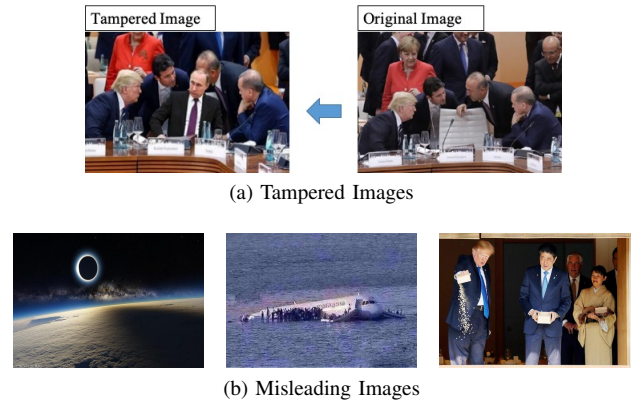 Tampered Image
Original Image
(a) Tampered Images
(b) Misleading Images